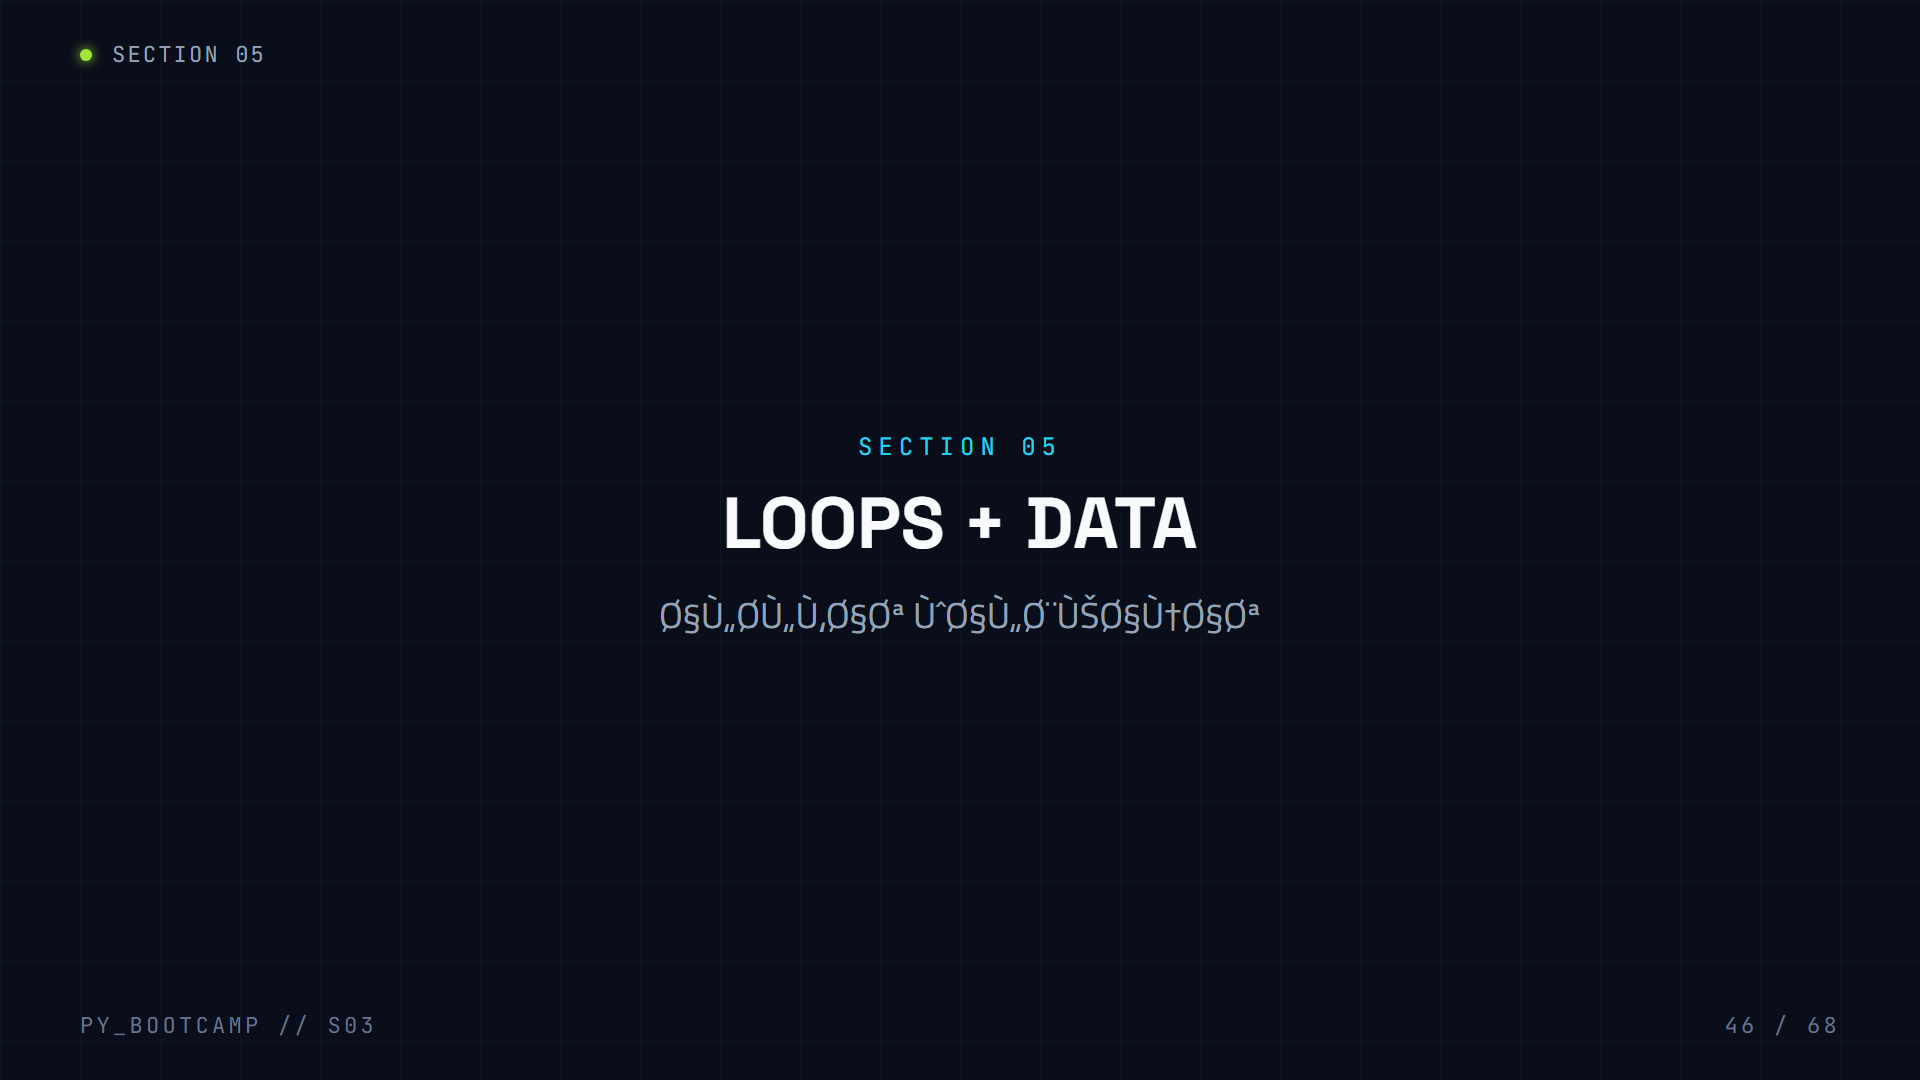 SECTION 05
SECTION 05
LOOPS + DATA
Ø§Ù„ØÙ„Ù‚Ø§Øª ÙˆØ§Ù„Ø¨ÙŠØ§Ù†Ø§Øª
PY_BOOTCAMP // S03
46 / 68